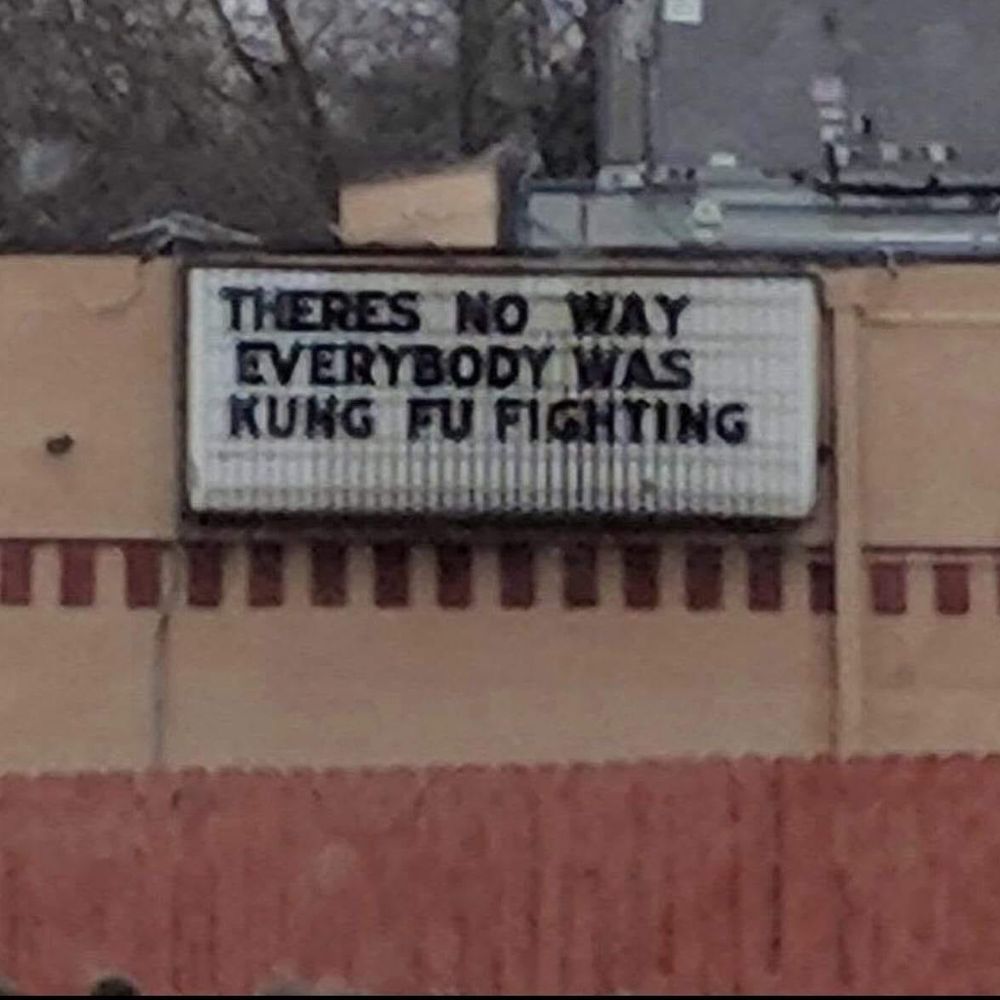 THERES NO WAY
EVERYBODY WAS
KUNG FU FIGHTING